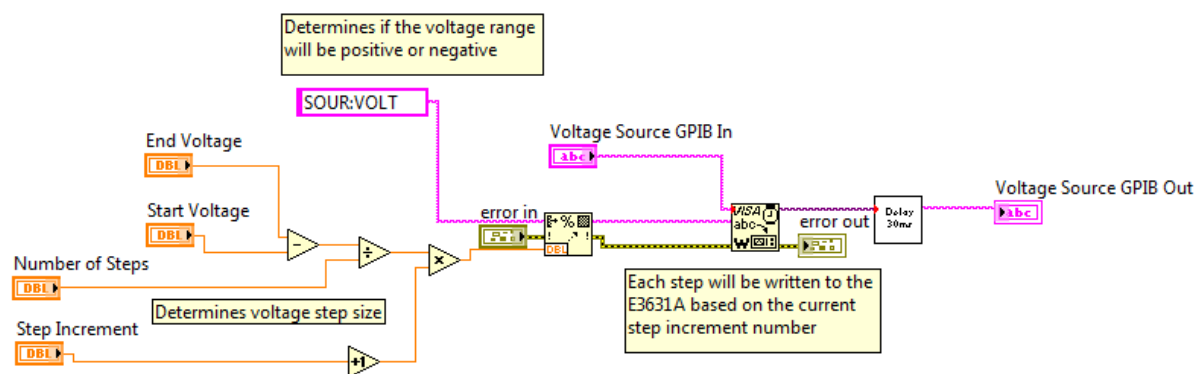 Determines if the voltage range
will be positive or negative
SOUR:VOLT
End Voltage
DBL
Voltage Source GPIB In
abc
Voltage Source GPIB Out
abc
Start Voltage
DBL
error in
%
DBL
VISA
abc
W
error out
Delay
30ms
Number of Steps
DBL
-
÷
×
Determines voltage step size
Each step will be written to the
E3631A based on the current
step increment number
Step Increment
DBL
+1